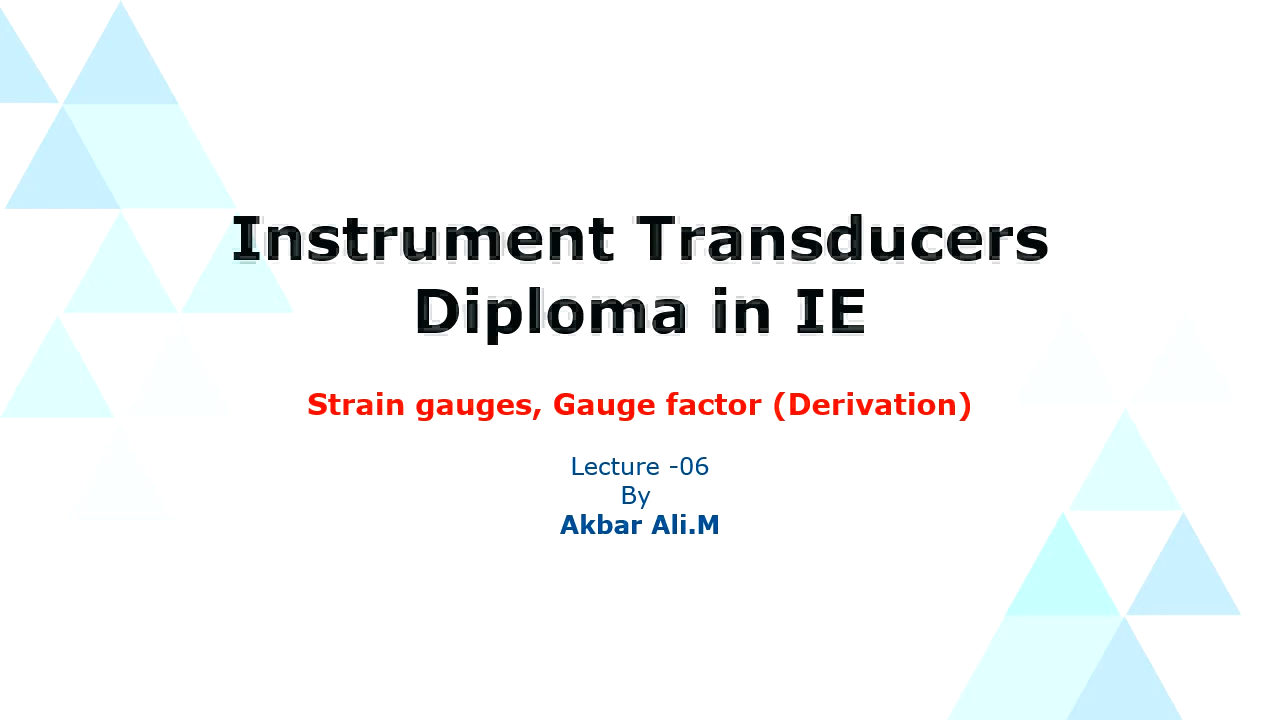 Instrument Transducers
Diploma in IE
Strain gauges, Gauge factor (Derivation)
Lecture -06
By
Akbar Ali.M